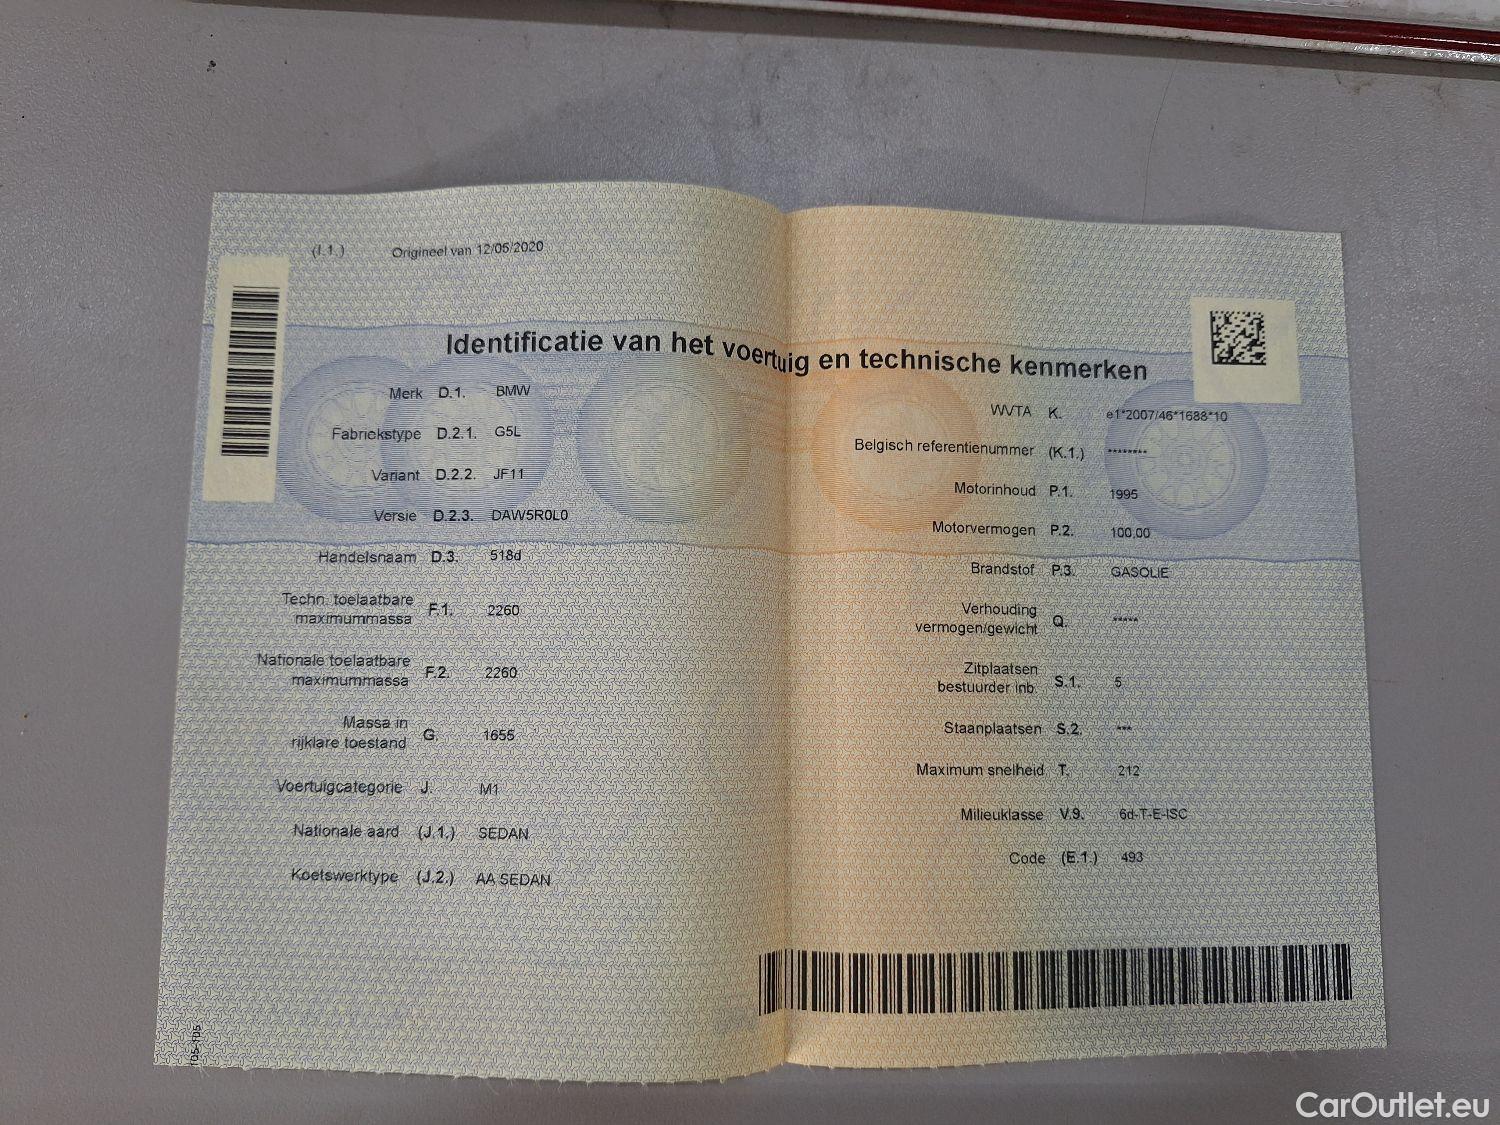 (I.1.) Origineel van 12/05/2020
Identificatie van het voertuig en technische kenmerken
Merk D.1. BMW
Fabriekstype D.2.1. G5L
Variant D.2.2. JF11
Versie D.2.3. DAW5R0L0
Handelsnaam D.3. 518d
Techn. toelaatbare
maximummassa F.1. 2260
Nationale toelaatbare
maximummassa F.2. 2260
Massa in
rijklare toestand G. 1655
Voertuigcategorie J. M1
Nationale aard (J.1.) SEDAN
Koetswerktype (J.2.) AA SEDAN
WVTA K. e1*2007/46*1688*10
Belgisch referentienummer (K.1.) ********
Motorinhoud P.1. 1995
Motorvermogen P.2. 100,00
Brandstof P.3. GASOLIE
Verhouding
vermogen/gewicht Q. *****
Zitplaatsen
bestuurder inb. S.1. 5
Staanplaatsen S.2. ***
Maximum snelheid T. 212
Milieuklasse V.9. 6d-T-E-ISC
Code (E.1.) 493
CarOutlet.eu